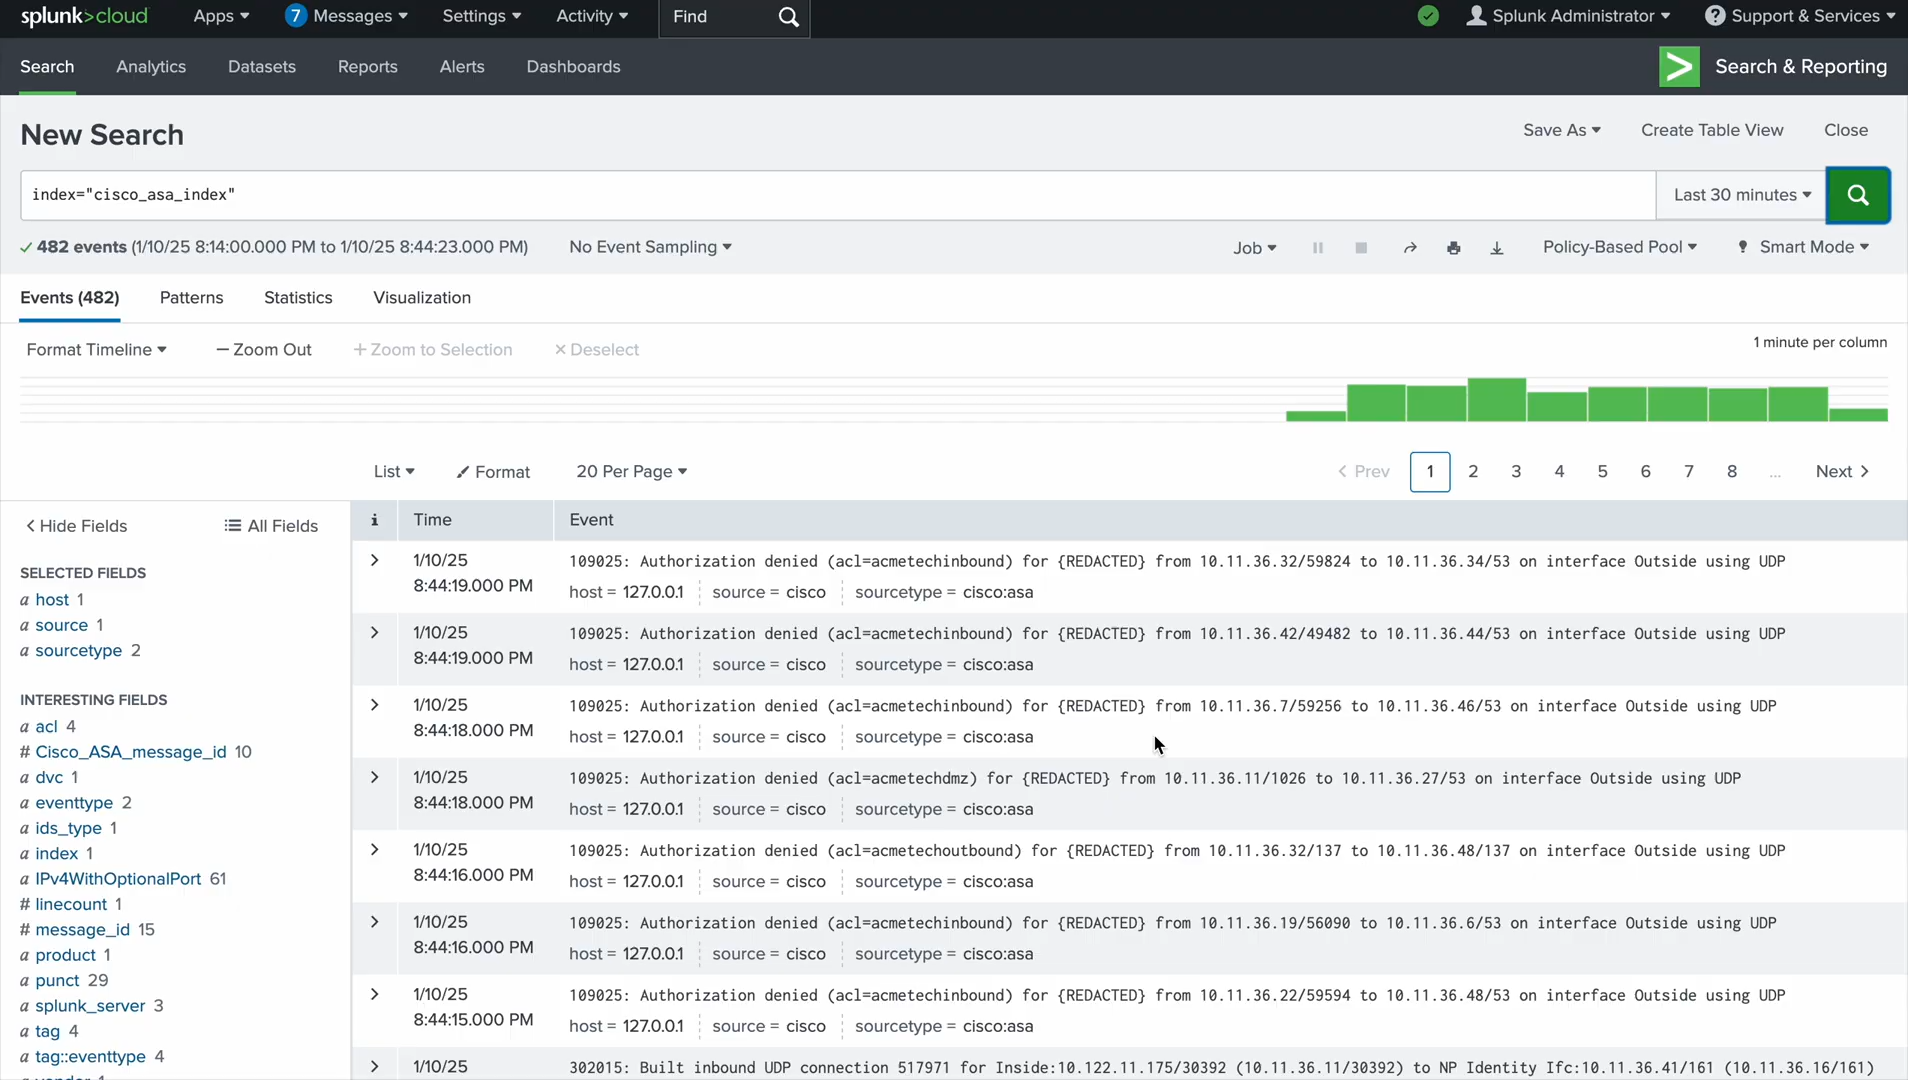 splunk>cloud Apps 7 Messages Settings Activity Find Splunk Administrator ? Support & Services
Search Analytics Datasets Reports Alerts Dashboards > Search & Reporting
New Search Save As Create Table View Close
index="cisco_asa_index" Last 30 minutes
482 events (1/10/25 8:14:00.000 PM to 1/10/25 8:44:23.000 PM) No Event Sampling Job Policy-Based Pool Smart Mode
Events (482) Patterns Statistics Visualization
Format Timeline — Zoom Out + Zoom to Selection × Deselect 1 minute per column
List Format 20 Per Page < Prev 1 2 3 4 5 6 7 8 ... Next >
< Hide Fields All Fields
SELECTED FIELDS
a host 1
a source 1
a sourcetype 2
INTERESTING FIELDS
a acl 4
# Cisco_ASA_message_id 10
a dvc 1
a eventtype 2
a ids_type 1
a index 1
a IPv4WithOptionalPort 61
# linecount 1
# message_id 15
a product 1
a punct 29
a splunk_server 3
a tag 4
a tag::eventtype 4
i Time Event
> 1/10/25 109025: Authorization denied (acl=acmetechinbound) for {REDACTED} from 10.11.36.32/59824 to 10.11.36.34/53 on interface Outside using UDP
8:44:19.000 PM host = 127.0.0.1 source = cisco sourcetype = cisco:asa
> 1/10/25 109025: Authorization denied (acl=acmetechinbound) for {REDACTED} from 10.11.36.42/49482 to 10.11.36.44/53 on interface Outside using UDP
8:44:19.000 PM host = 127.0.0.1 source = cisco sourcetype = cisco:asa
> 1/10/25 109025: Authorization denied (acl=acmetechinbound) for {REDACTED} from 10.11.36.7/59256 to 10.11.36.46/53 on interface Outside using UDP
8:44:18.000 PM host = 127.0.0.1 source = cisco sourcetype = cisco:asa
> 1/10/25 109025: Authorization denied (acl=acmetechdmz) for {REDACTED} from 10.11.36.11/1026 to 10.11.36.27/53 on interface Outside using UDP
8:44:18.000 PM host = 127.0.0.1 source = cisco sourcetype = cisco:asa
> 1/10/25 109025: Authorization denied (acl=acmetechoutbound) for {REDACTED} from 10.11.36.32/137 to 10.11.36.48/137 on interface Outside using UDP
8:44:16.000 PM host = 127.0.0.1 source = cisco sourcetype = cisco:asa
> 1/10/25 109025: Authorization denied (acl=acmetechinbound) for {REDACTED} from 10.11.36.19/56090 to 10.11.36.6/53 on interface Outside using UDP
8:44:16.000 PM host = 127.0.0.1 source = cisco sourcetype = cisco:asa
> 1/10/25 109025: Authorization denied (acl=acmetechinbound) for {REDACTED} from 10.11.36.22/59594 to 10.11.36.48/53 on interface Outside using UDP
8:44:15.000 PM host = 127.0.0.1 source = cisco sourcetype = cisco:asa
> 1/10/25 302015: Built inbound UDP connection 517971 for Inside:10.122.11.175/30392 (10.11.36.11/30392) to NP Identity Ifc:10.11.36.41/161 (10.11.36.16/161)